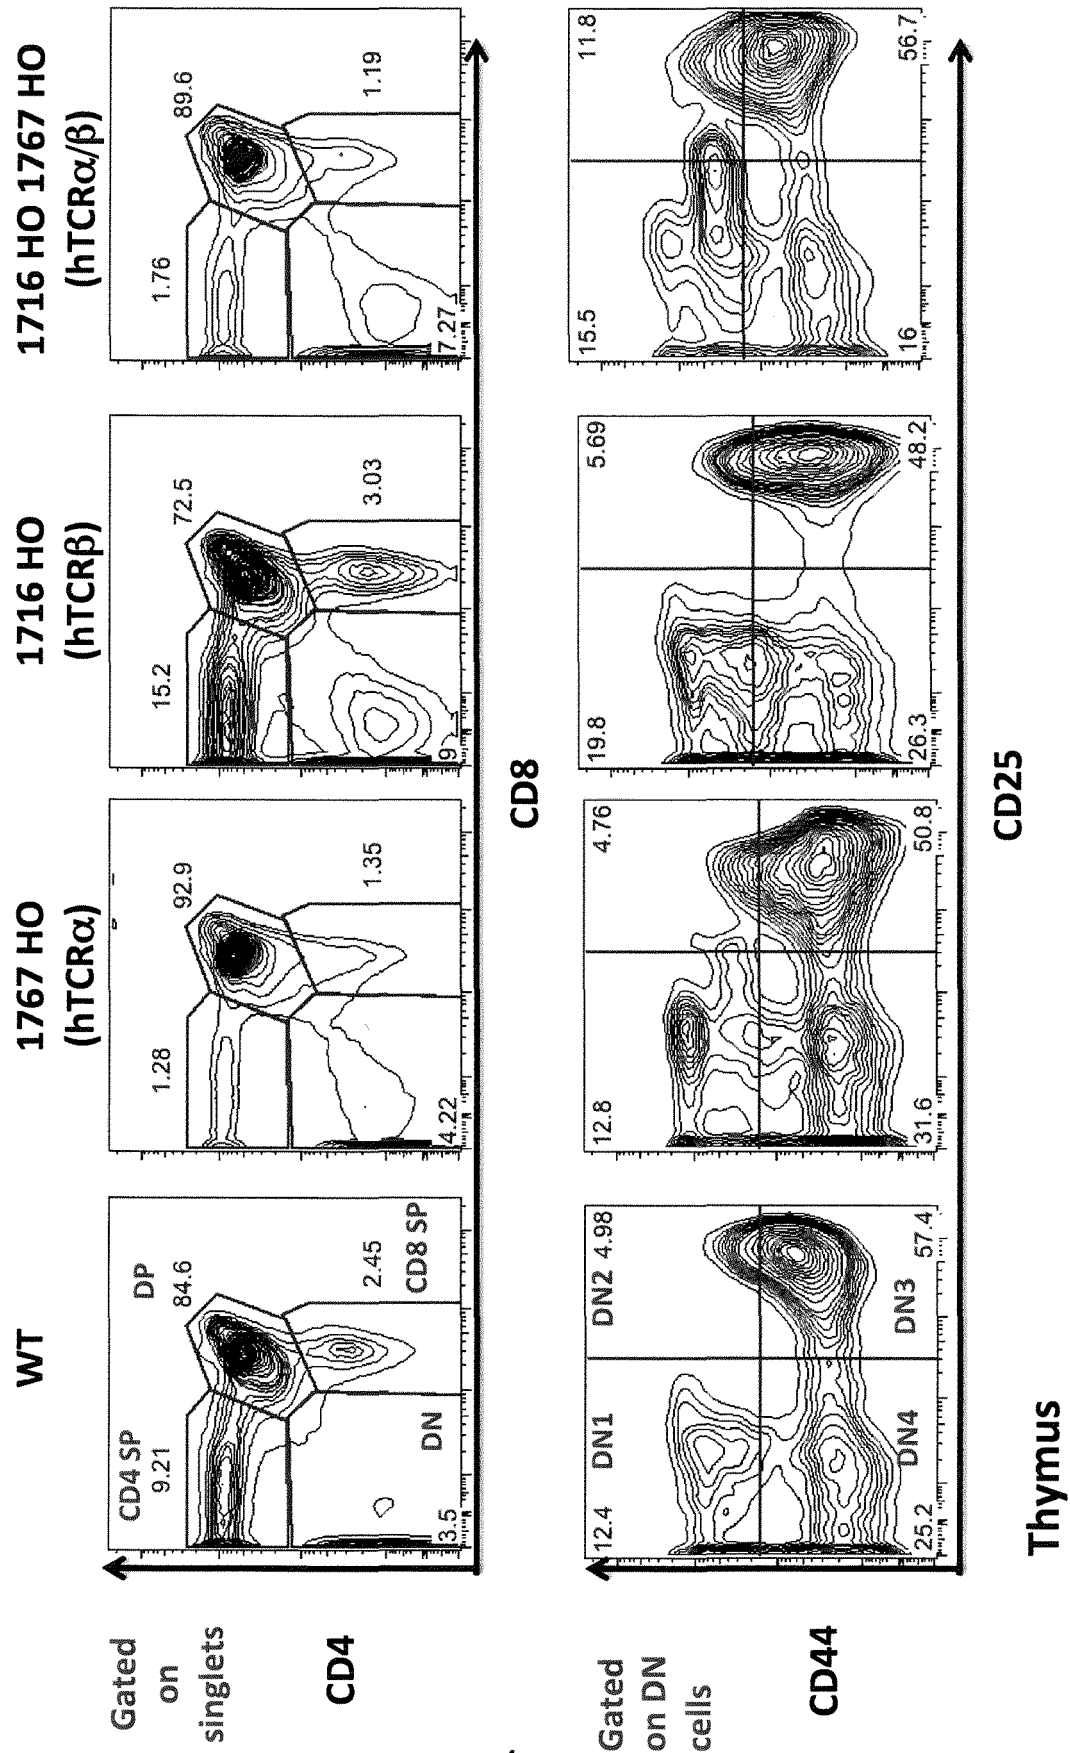 WT
1767 HO
(hTCRα)
1716 HO
(hTCRβ)
1716 HO 1767 HO
(hTCRα/β)
Gated
on
singlets
CD4
CD4 SP
9.21
DP
84.6
2.45
CD8 SP
DN
3.5
1.28
92.9
1.35
4.22
15.2
72.5
3.03
9
1.76
89.6
1.19
7.27
CD8
Gated
on DN
cells
CD44
12.4
DN1
DN2 4.98
25.2
DN4
DN3
57.4
12.8
4.76
31.6
50.8
19.8
5.69
26.3
48.2
15.5
11.8
16
56.7
CD25
Thymus